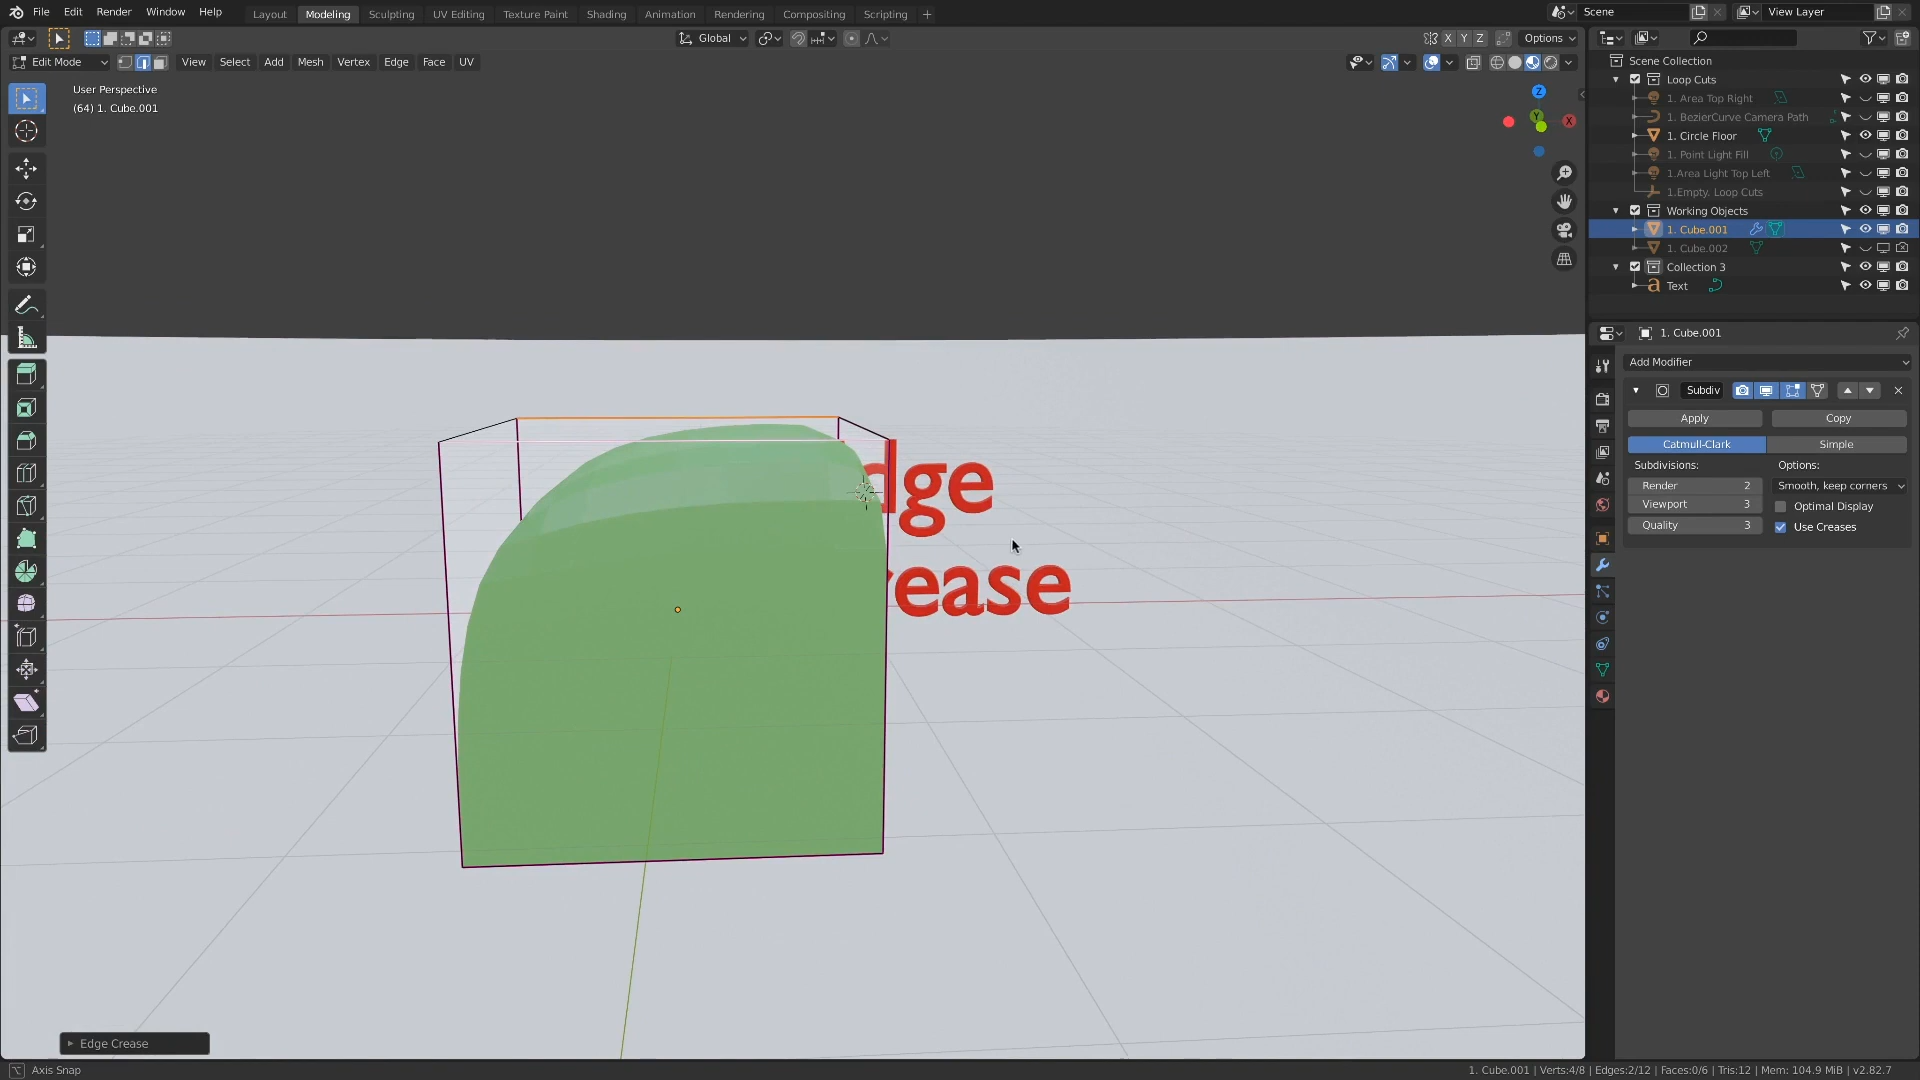 File Edit Render Window Help Layout Modeling Sculpting UV Editing Texture Paint Shading Animation Rendering Compositing Scripting + Scene View Layer
Global X Y Z Options
Edit Mode View Select Add Mesh Vertex Edge Face UV
User Perspective
(64) 1. Cube.001
Z
Y
X
dge
rease
Edge Crease
Scene Collection
Loop Cuts
1. Area Top Right
1. BezierCurve Camera Path
1. Circle Floor
1. Point Light Fill
1.Area Light Top Left
1.Empty. Loop Cuts
Working Objects
1. Cube.001
1. Cube.002
Collection 3
Text
1. Cube.001
Add Modifier
Subdiv
Apply Copy
Catmull-Clark Simple
Subdivisions: Options:
Render 2 Smooth, keep corners
Viewport 3 Optimal Display
Quality 3 Use Creases
Axis Snap 1. Cube.001 | Verts:4/8 | Edges:2/12 | Faces:0/6 | Tris:12 | Mem: 104.9 MiB | v2.82.7